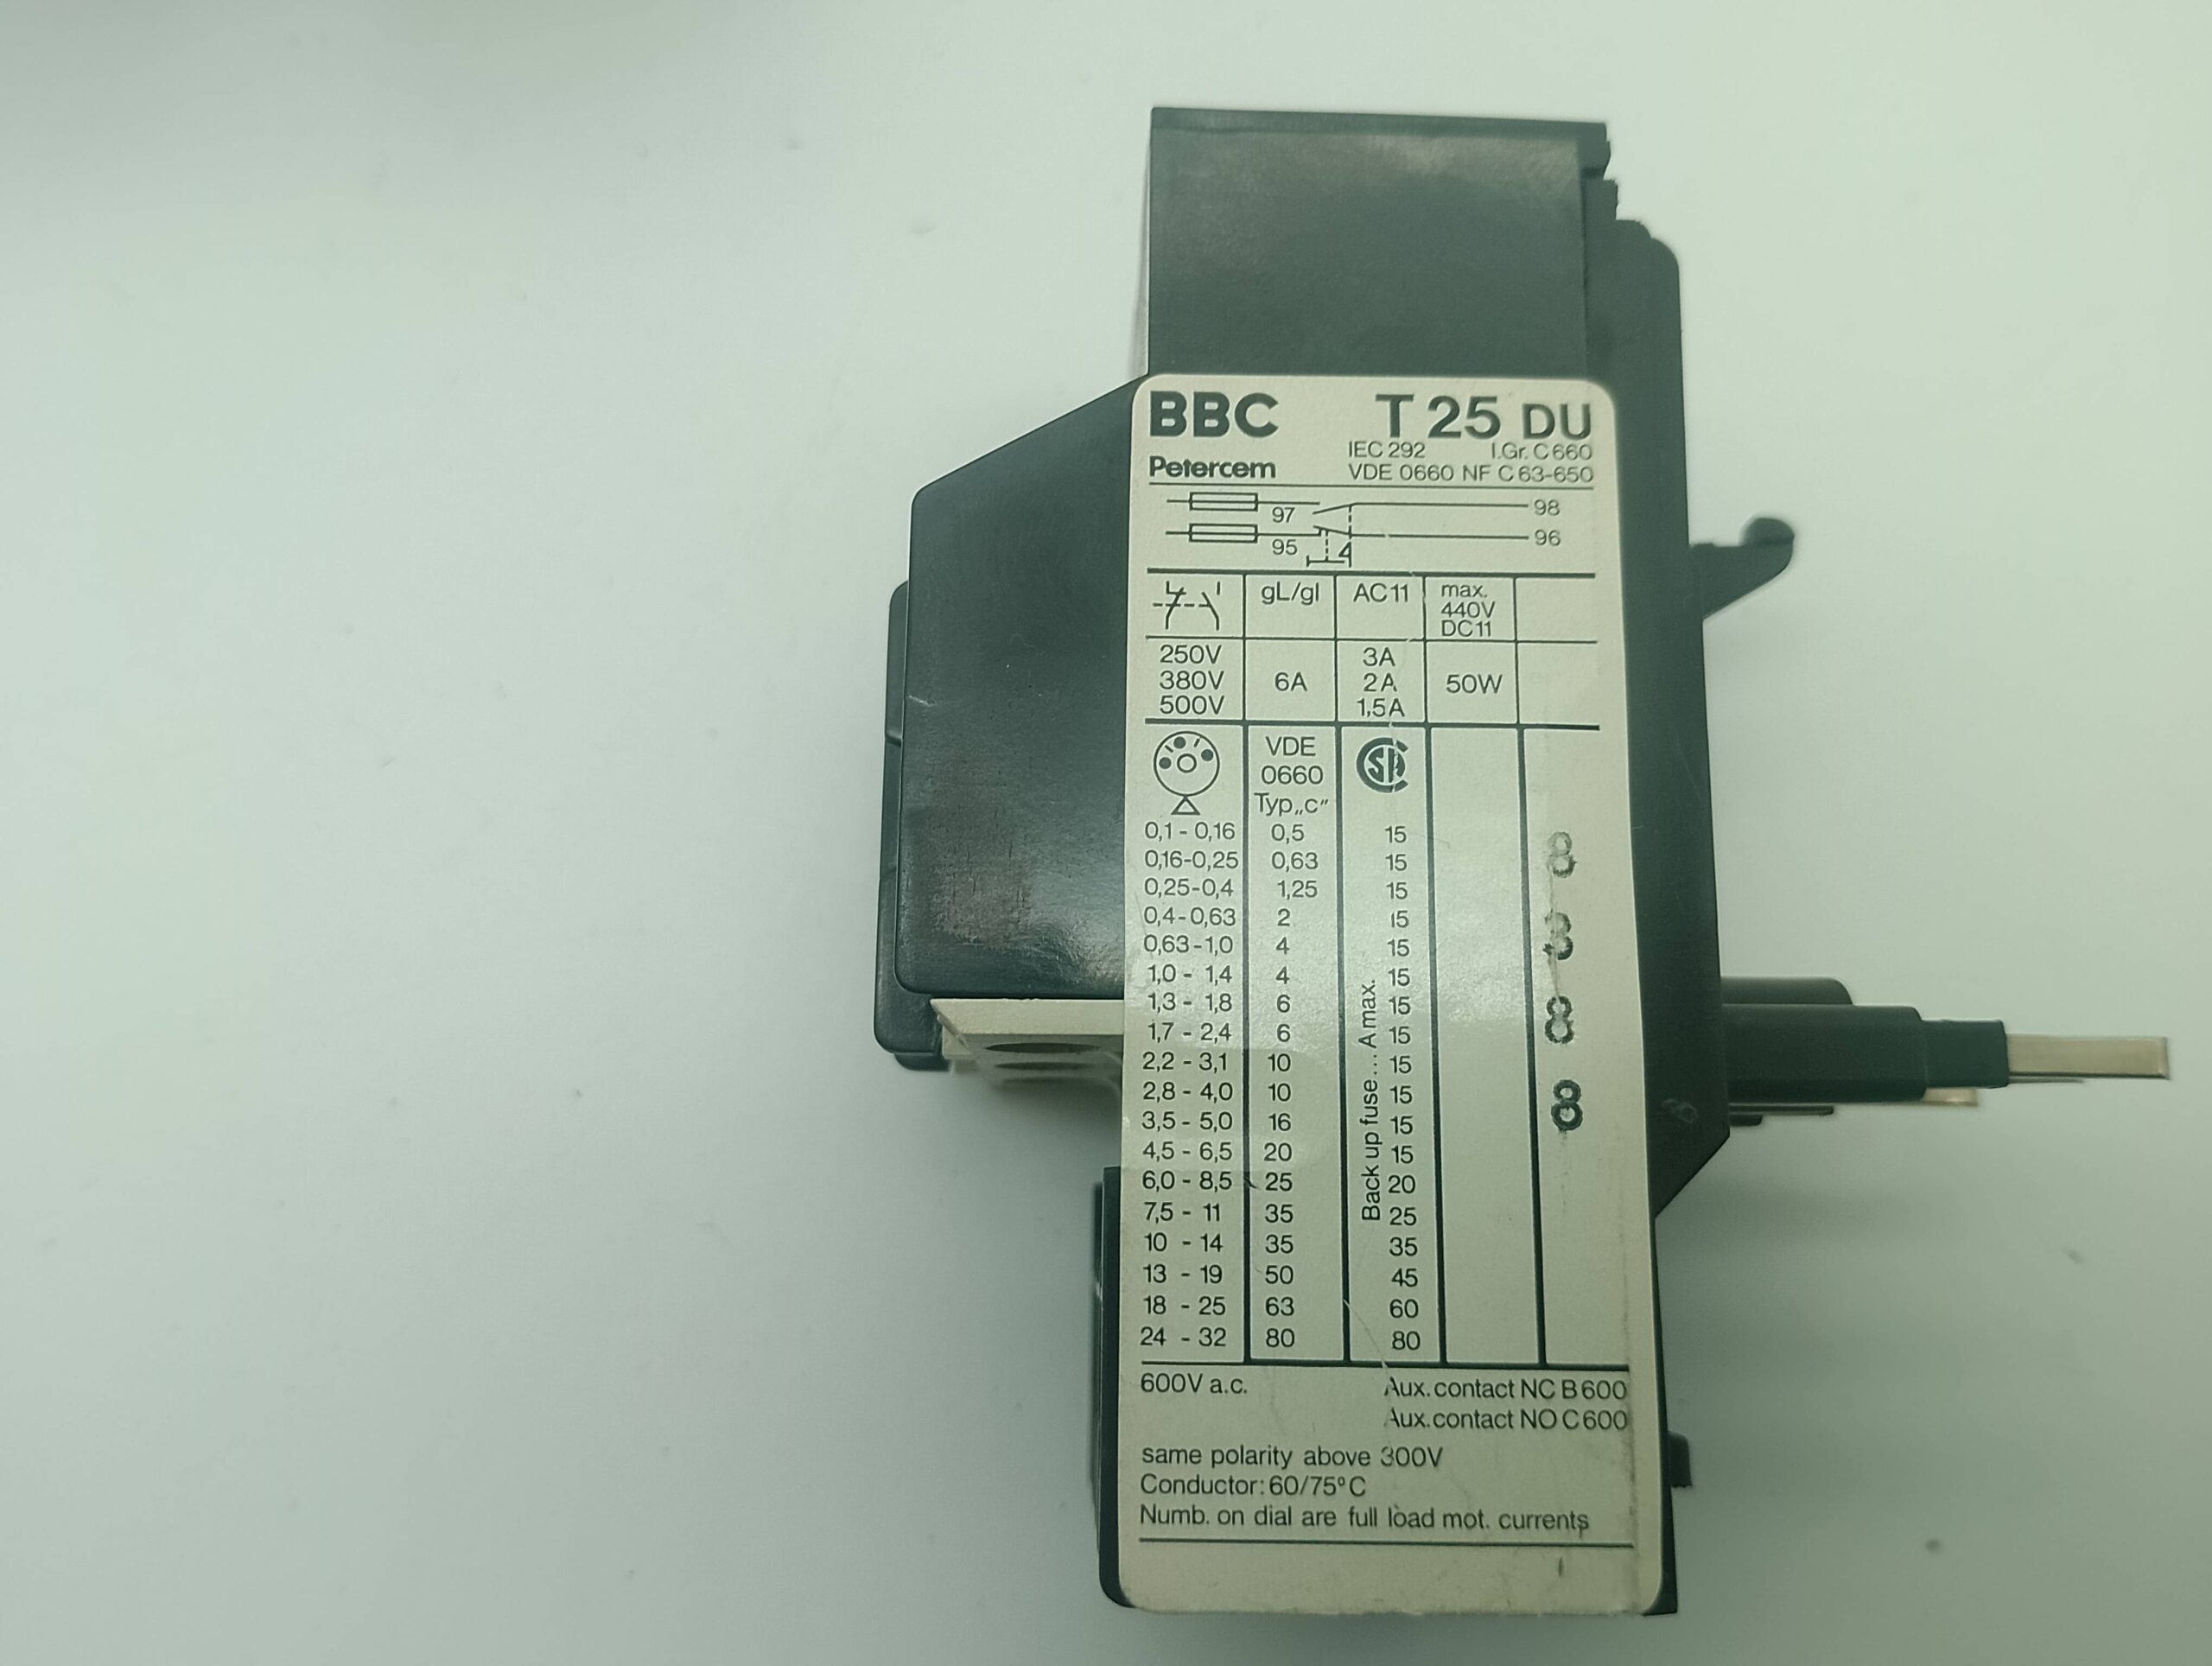 BBC T 25 DU
IEC 292 I.Gr. C 660
Petercem VDE 0660 NF C 63-650
97 98
95 96
gL/gl AC 11 max. 440V DC 11
250V 3A
380V 6A 2A 50W
500V 1,5A
VDE
0660
Typ„c"
0,1 - 0,16 0,5 15
0,16-0,25 0,63 15
0,25-0,4 1,25 15
0,4-0,63 2 15
0,63-1,0 4 15
1,0 - 1,4 4 15
1,3 - 1,8 6 15
1,7 - 2,4 6 15
2,2 - 3,1 10 15
2,8 - 4,0 10 15
3,5 - 5,0 16 15
4,5 - 6,5 20 15
6,0 - 8,5 25 20
7,5 - 11 35 25
10 - 14 35 35
13 - 19 50 45
18 - 25 63 60
24 - 32 80 80
Back up fuse... A max.
8
8
8
8
600V a.c. Aux. contact NC B 600
Aux. contact NO C 600
same polarity above 300V
Conductor: 60/75°C
Numb. on dial are full load mot. currents